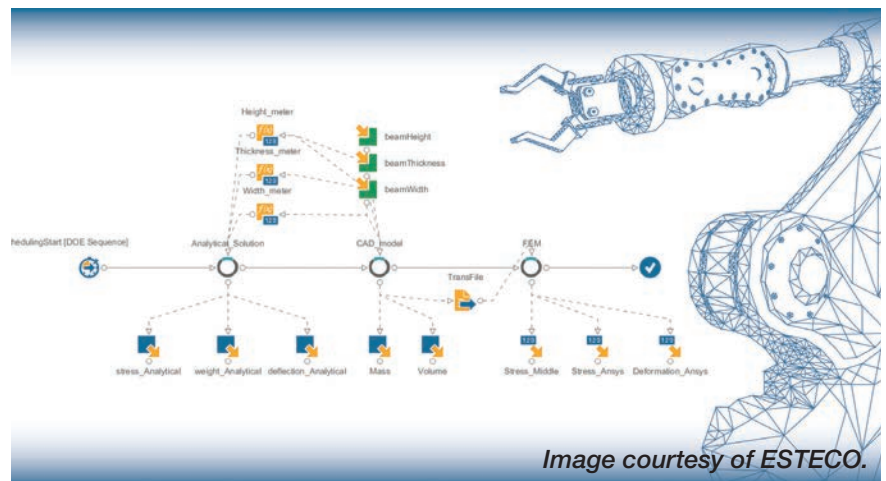 Height_meter
beamHeight
Thickness_meter
beamThickness
Width_meter
beamWidth
hedulingStart [DOE Sequence]
Analytical_Solution
CAD_model
FEM
TransFile
stress_Analytical
weight_Analytical
deflection_Analytical
Mass
Volume
Stress_Middle
Stress_Ansys
Deformation_Ansys
Image courtesy of ESTECO.